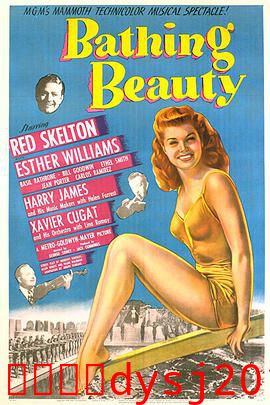 MGM's MAMMOTH TECHNICOLOR MUSICAL SPECTACLE!
Bathing
Beauty
Starring
RED SKELTON
ESTHER WILLIAMS
BASIL RATHBONE · BILL GOODWIN · ETHEL SMITH
JEAN PORTER · CARLOS RAMIREZ
HARRY JAMES
and His Music Makers with Helen Forrest
XAVIER CUGAT
and His Orchestra with Lina Romay
A METRO-GOLDWYN-MAYER PICTURE
dysj20